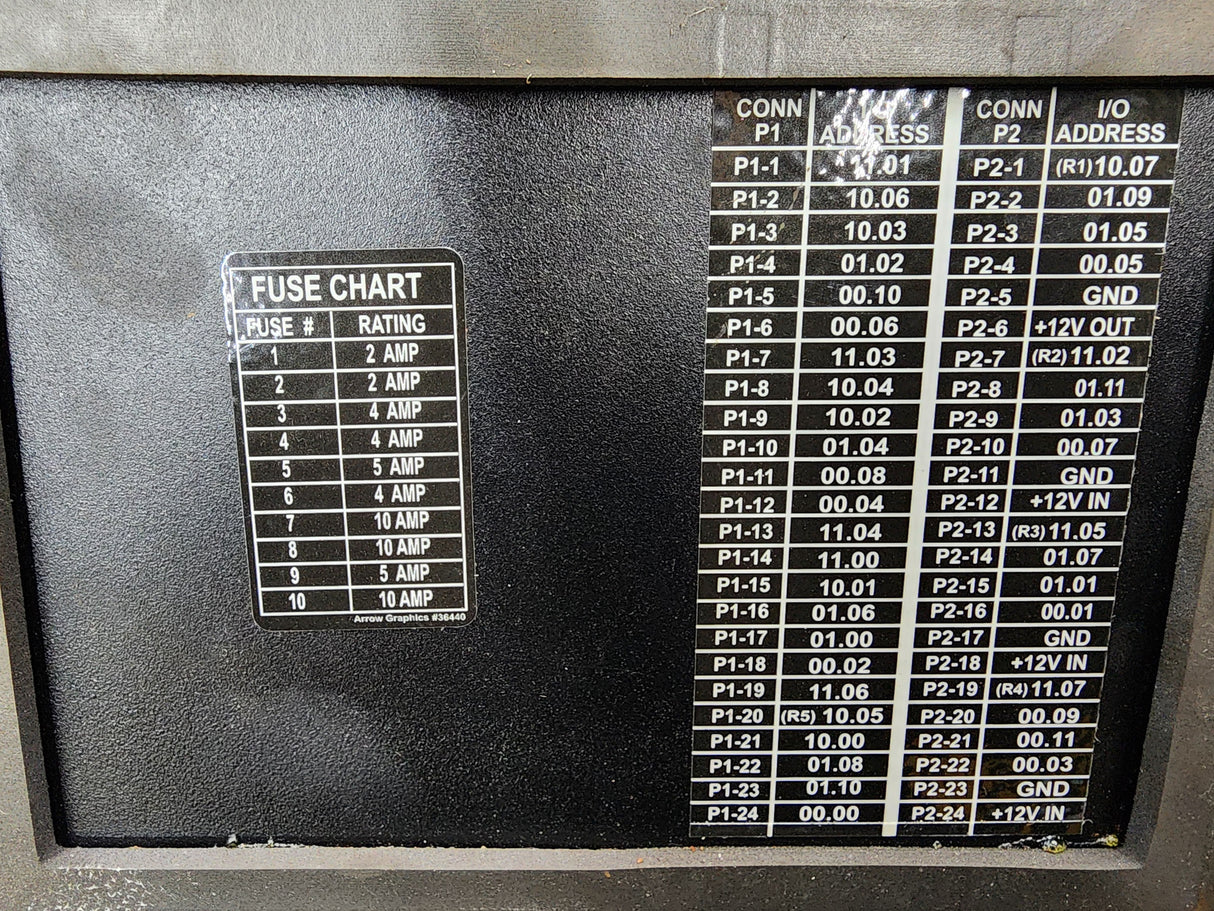 FUSE CHART
FUSE # RATING
1 2 AMP
2 2 AMP
3 4 AMP
4 4 AMP
5 5 AMP
6 4 AMP
7 10 AMP
8 10 AMP
9 5 AMP
10 10 AMP
Arrow Graphics #36440
CONN P1 ADDRESS CONN P2 I/O ADDRESS
P1-1 11.01 P2-1 (R1) 10.07
P1-2 10.06 P2-2 01.09
P1-3 10.03 P2-3 01.05
P1-4 01.02 P2-4 00.05
P1-5 00.10 P2-5 GND
P1-6 00.06 P2-6 +12V OUT
P1-7 11.03 P2-7 (R2) 11.02
P1-8 10.04 P2-8 01.11
P1-9 10.02 P2-9 01.03
P1-10 01.04 P2-10 00.07
P1-11 00.08 P2-11 GND
P1-12 00.04 P2-12 +12V IN
P1-13 11.04 P2-13 (R3) 11.05
P1-14 11.00 P2-14 01.07
P1-15 10.01 P2-15 01.01
P1-16 01.06 P2-16 00.01
P1-17 01.00 P2-17 GND
P1-18 00.02 P2-18 +12V IN
P1-19 11.06 P2-19 (R4) 11.07
P1-20 (R5) 10.05 P2-20 00.09
P1-21 10.00 P2-21 00.11
P1-22 01.08 P2-22 00.03
P1-23 01.10 P2-23 GND
P1-24 00.00 P2-24 +12V IN